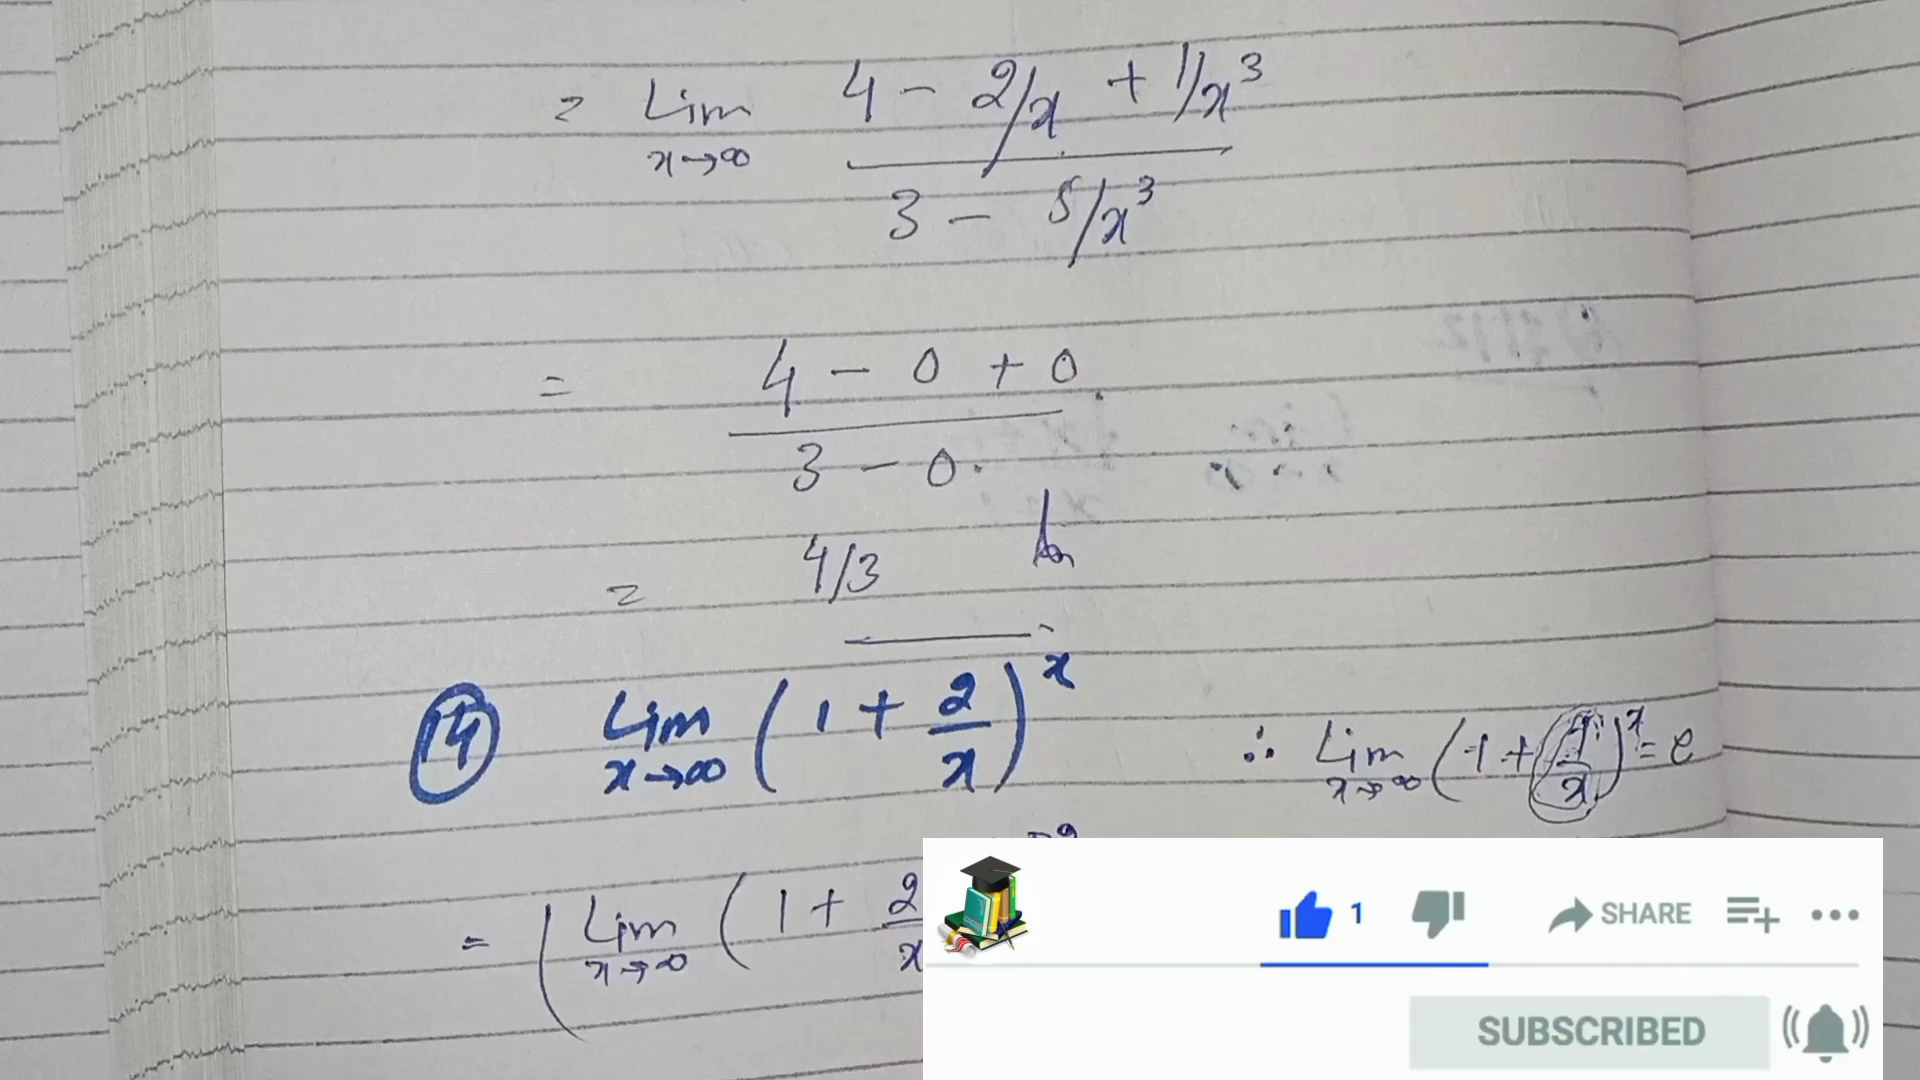 = Lim x→∞ 4 - 2/x + 1/x³
3 - 5/x³
= 4 - 0 + 0
3 - 0
= 4/3
14 Lim x→∞ (1 + 2/x)^x ∴ Lim x→∞ (1 + 1/x)^x = e
= ( Lim x→∞ ( 1 + 2/x
1 SHARE
SUBSCRIBED